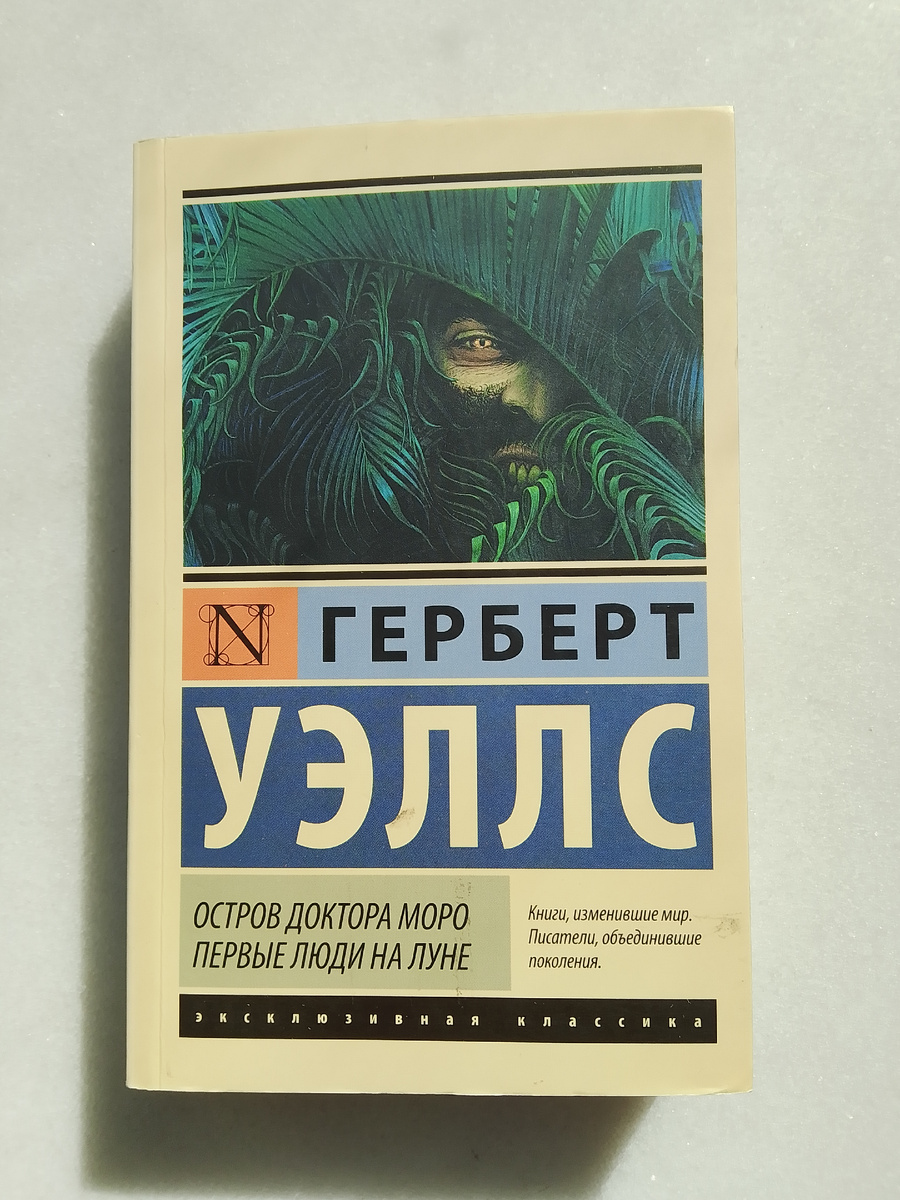 N
ГЕРБЕРТ
УЭЛЛС
ОСТРОВ ДОКТОРА МОРО
ПЕРВЫЕ ЛЮДИ НА ЛУНЕ
Книги, изменившие мир.
Писатели, объединившие
поколения.
эксклюзивная классика